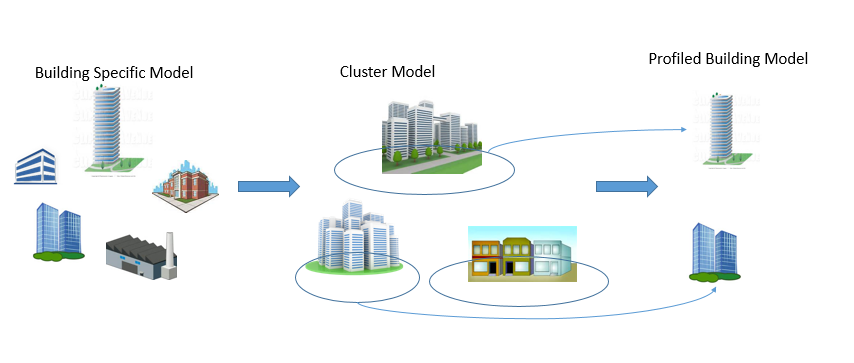 Building Specific Model
Cluster Model
Profiled Building Model